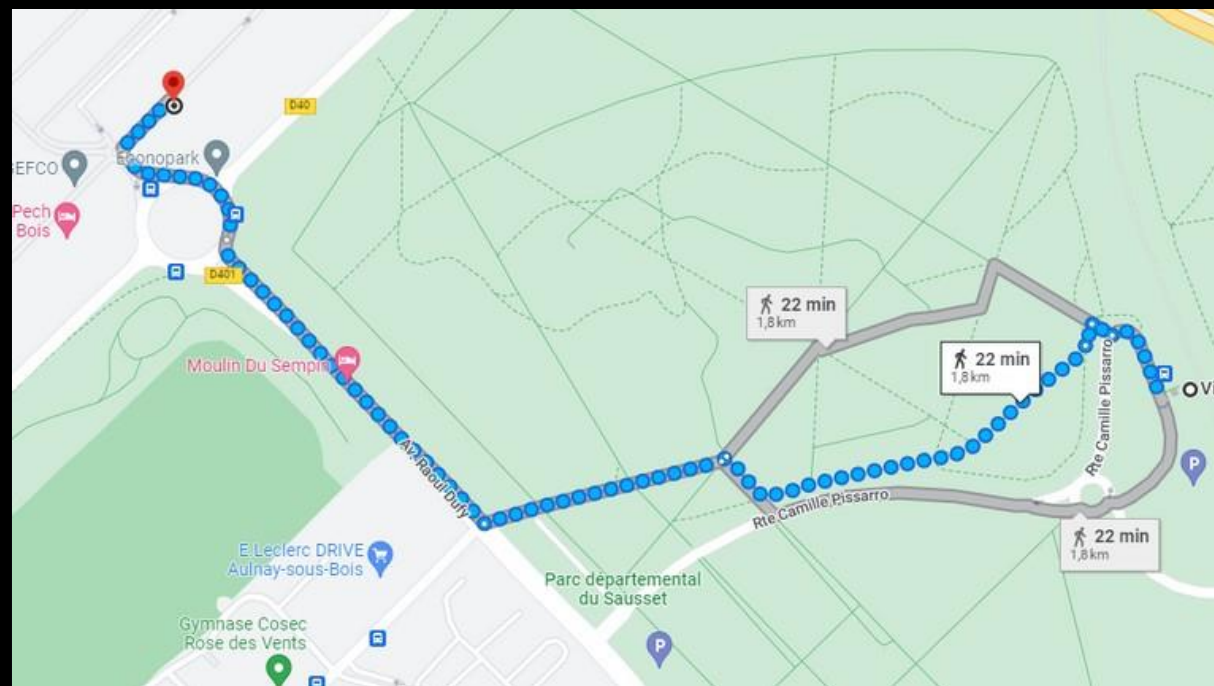 D40
Econopark
GEFCO
Pech
Bois
D401
22 min
1,8 km
22 min
1,8 km
Moulin Du Sempin
Vi
Rte Camille Pissarro
Av. Raoul Dufy
P
Rte Camille Pissarro
22 min
1,8 km
E.Leclerc DRIVE
Aulnay-sous-Bois
Parc départemental
du Sausset
Gymnase Cosec
Rose des Vents
P